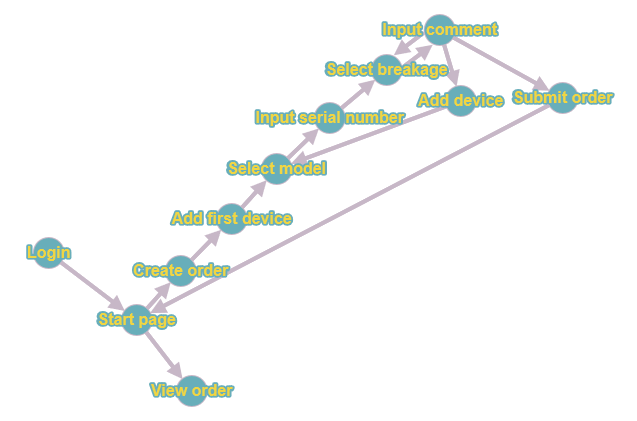 Input comment
Select breakage
Add device
Submit order
Input serial number
Select model
Add first device
Login
Create order
Start page
View order